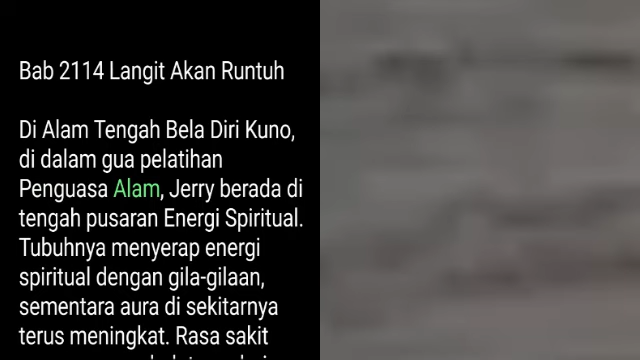 Bab 2114 Langit Akan Runtuh
Di Alam Tengah Bela Diri Kuno,
di dalam gua pelatihan
Penguasa Alam, Jerry berada di
tengah pusaran Energi Spiritual.
Tubuhnya menyerap energi
spiritual dengan gila-gilaan,
sementara aura di sekitarnya
terus meningkat. Rasa sakit